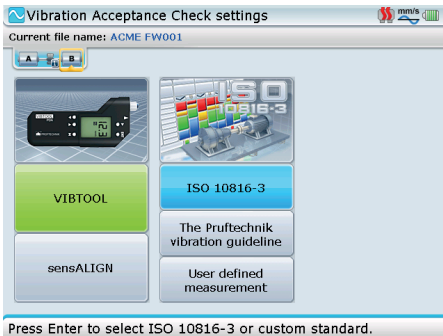 Vibration Acceptance Check settings
mm/s
Current file name: ACME FW001
A
B
VIBTOOL
ISO
10816-3
VIBTOOL
ISO 10816-3
The Pruftechnik
vibration guideline
sensALIGN
User defined
measurement
Press Enter to select ISO 10816-3 or custom standard.